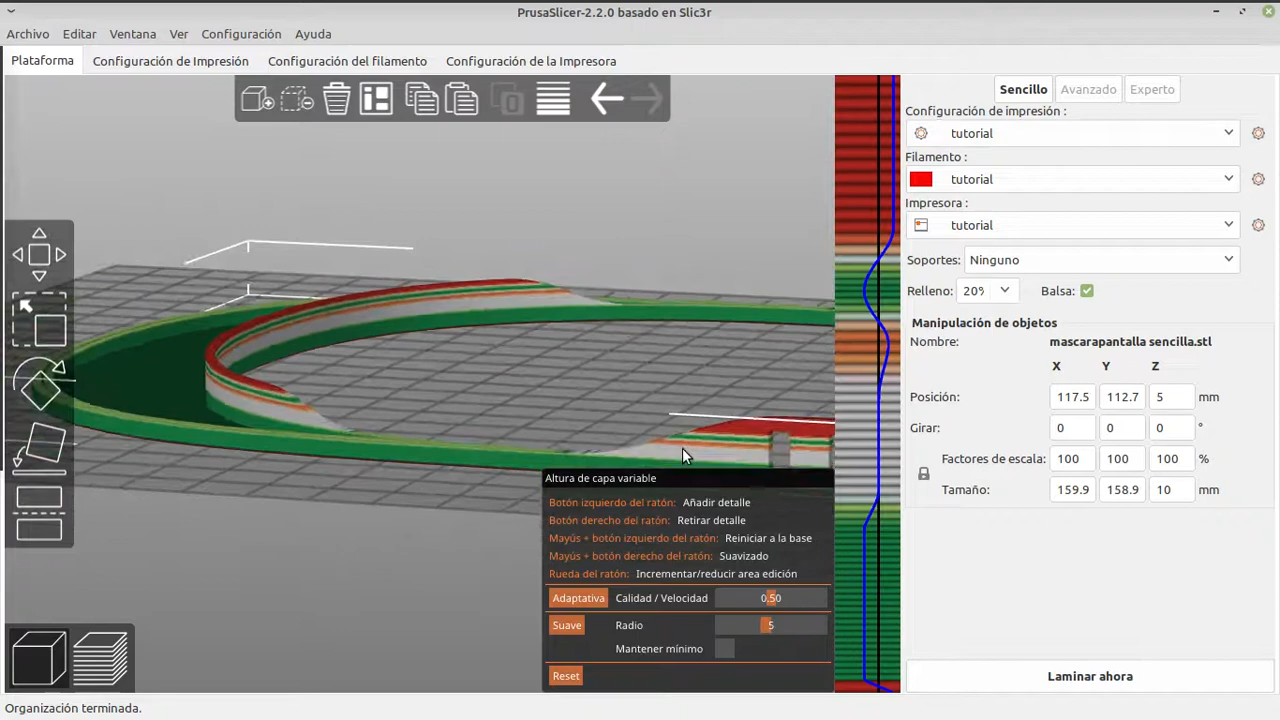 PrusaSlicer-2.2.0 basado en Slic3r
Archivo Editar Ventana Ver Configuración Ayuda
Plataforma Configuración de Impresión Configuración del filamento Configuración de la Impresora
Sencillo Avanzado Experto
Configuración de impresión :
tutorial
Filamento :
tutorial
Impresora :
tutorial
Soportes: Ninguno
Relleno: 20% Balsa:
Manipulación de objetos
Nombre: mascarapantalla sencilla.stl
X Y Z
Posición: 117.5 112.7 5 mm
Girar: 0 0 0 °
Factores de escala: 100 100 100 %
Tamaño: 159.9 158.9 10 mm
Altura de capa variable
Botón izquierdo del ratón: Añadir detalle
Botón derecho del ratón: Retirar detalle
Mayús + botón izquierdo del ratón: Reiniciar a la base
Mayús + botón derecho del ratón: Suavizado
Rueda del ratón: Incrementar/reducir area edición
Adaptativa Calidad / Velocidad 0.50
Suave Radio 5
Mantener mínimo
Reset
Laminar ahora
Organización terminada.